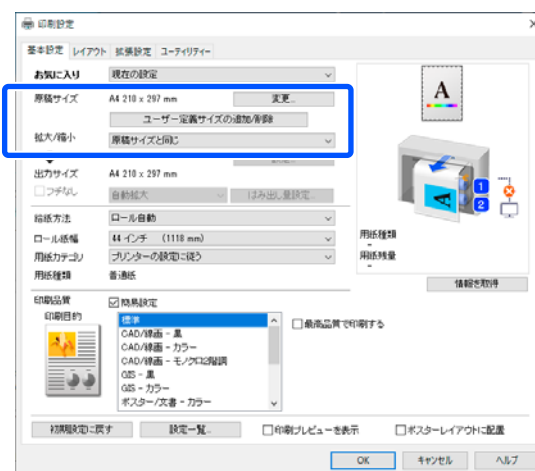 印刷設定
基本設定 レイアウト 拡張設定 ユーティリティー
お気に入り 現在の設定
原稿サイズ A4 210 x 297 mm 変更...
ユーザー定義サイズの追加/削除
拡大/縮小 原稿サイズと同じ
出力サイズ A4 210 x 297 mm
フチなし 自動拡大 はみ出し量設定...
給紙方法 ロール自動
ロール紙幅 44 インチ (1118 mm)
用紙カテゴリ プリンターの設定に従う
用紙種類 普通紙
A
A
1
2
用紙種類
-
用紙残量
-
情報を取得
印刷品質 簡易設定
印刷目的
標準
CAD/線画 - 黒
CAD/線画 - カラー
CAD/線画 - モノクロ2階調
GIS - 黒
GIS - カラー
ポスター/文書 - カラー
最高品質で印刷する
初期設定に戻す 設定一覧... 印刷プレビューを表示 ポスターレイアウトに配置
OK キャンセル ヘルプ